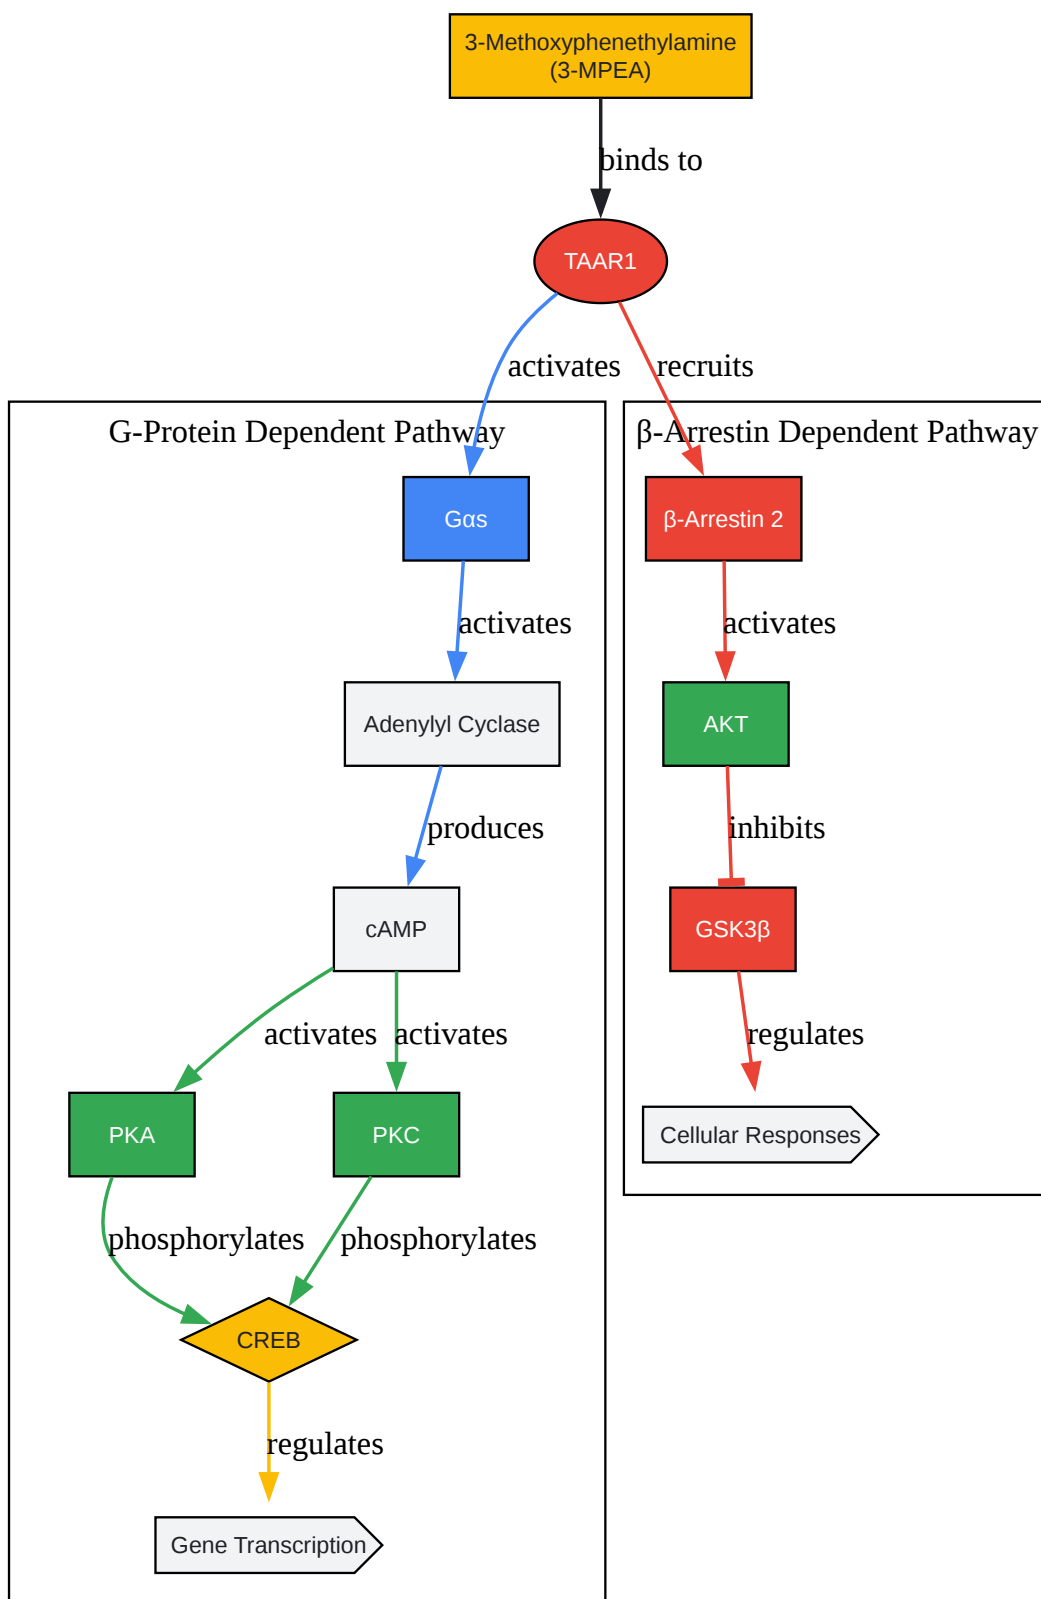 3-Methoxyphenethylamine
(3-MPEA)
binds to
TAAR1
activates
recruits
G-Protein Dependent Pathway
β-Arrestin Dependent Pathway
Gαs
β-Arrestin 2
activates
activates
Adenylyl Cyclase
AKT
produces
inhibits
cAMP
GSK3β
activates
activates
regulates
PKA
PKC
Cellular Responses
phosphorylates
phosphorylates
CREB
regulates
Gene Transcription